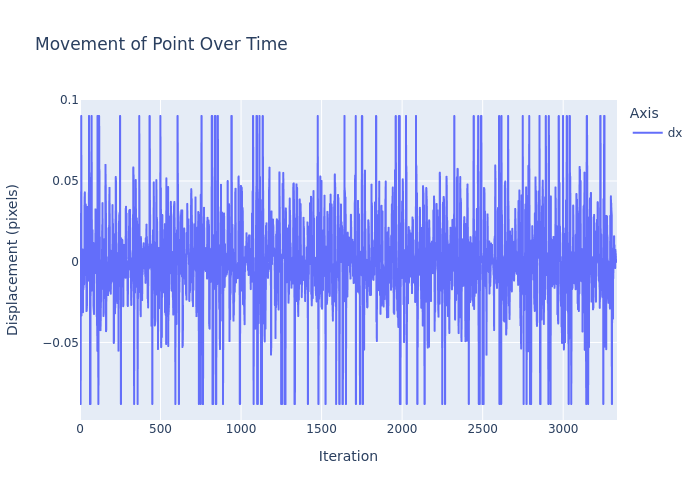 Movement of Point Over Time
Axis
dx
0.1
0.05
0
−0.05
Displacement (pixels)
0 500 1000 1500 2000 2500 3000
Iteration